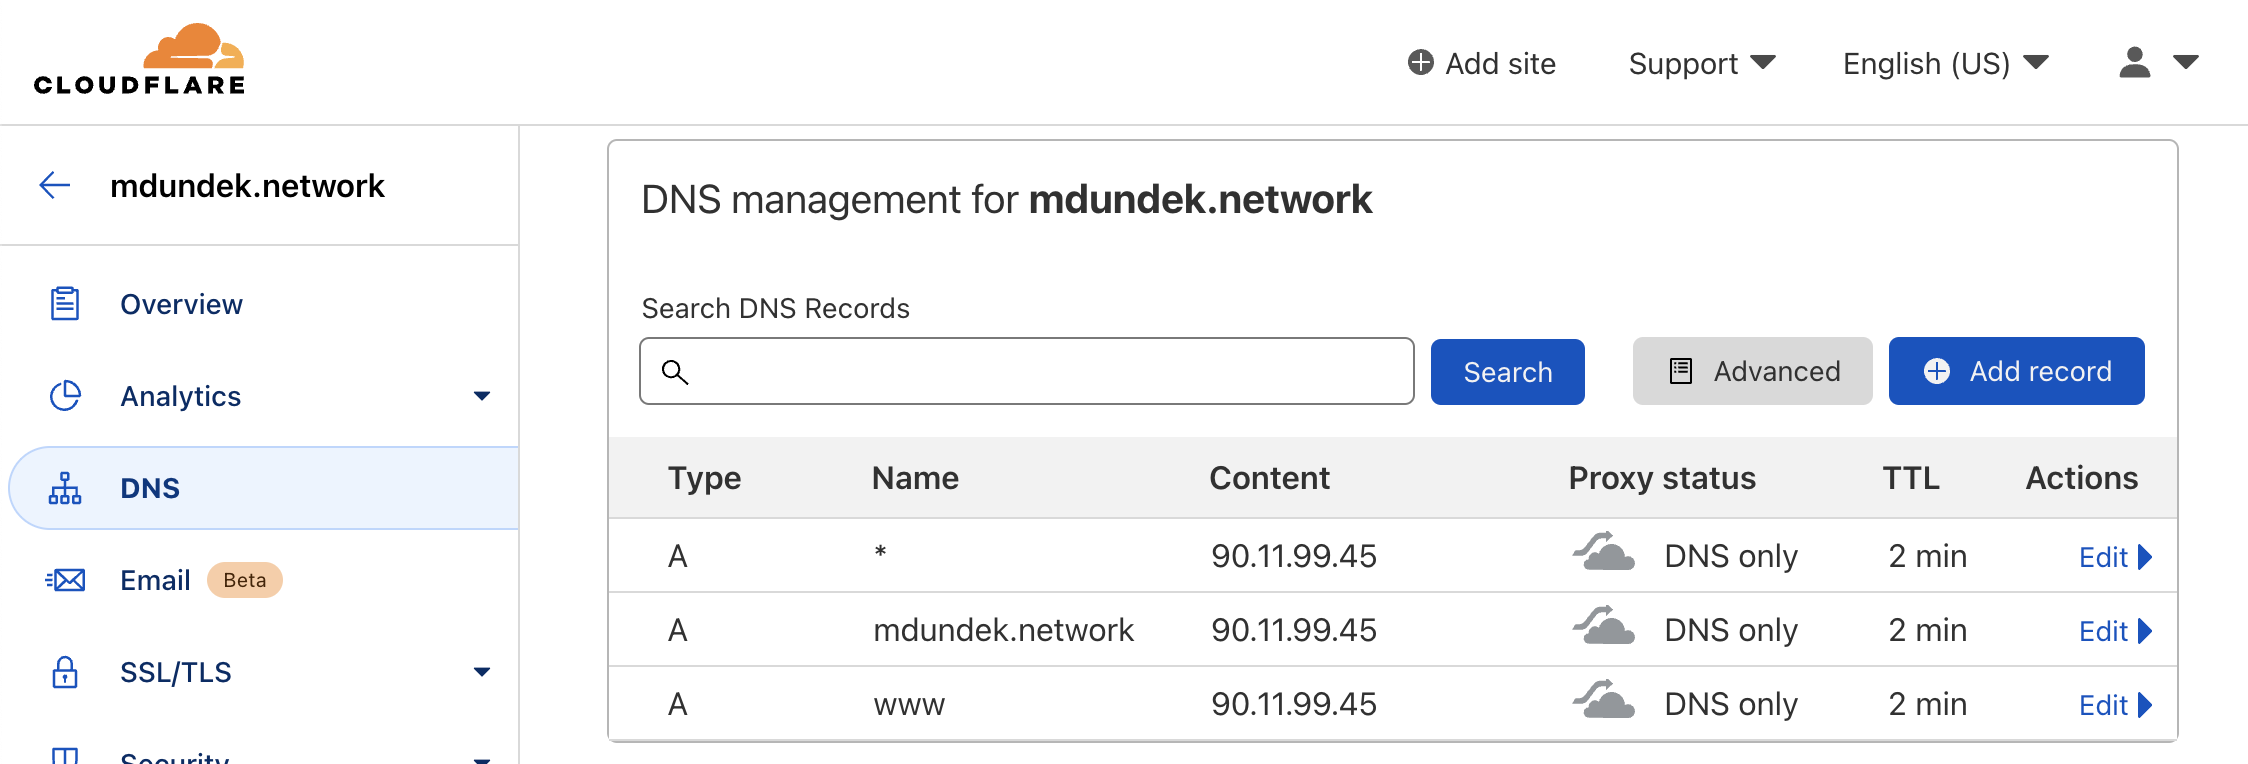 CLOUDFLARE
Add site Support English (US)
mdundek.network
Overview
Analytics
DNS
Email Beta
SSL/TLS
Security
DNS management for mdundek.network
Search DNS Records
Search Advanced Add record
Type Name Content Proxy status TTL Actions
A * 90.11.99.45 DNS only 2 min Edit
A mdundek.network 90.11.99.45 DNS only 2 min Edit
A www 90.11.99.45 DNS only 2 min Edit